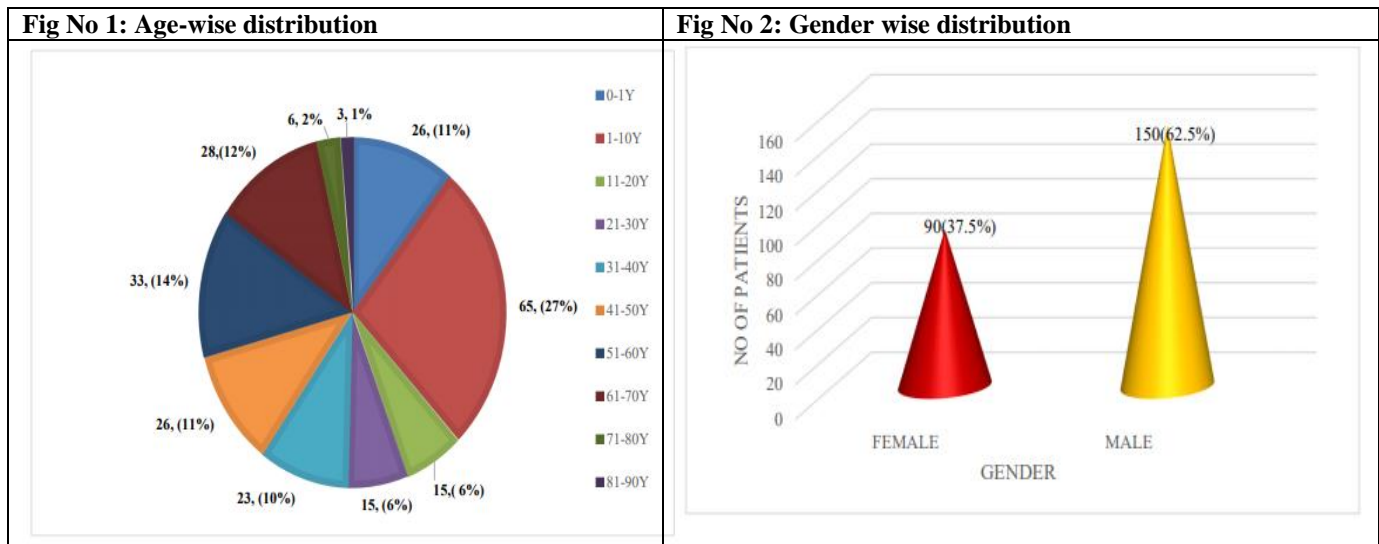 Fig No 1: Age-wise distribution
0-1Y
1-10Y
11-20Y
21-30Y
31-40Y
41-50Y
51-60Y
61-70Y
71-80Y
81-90Y
6, 2%
3, 1%
26, (11%)
28,(12%)
65, (27%)
33, (14%)
26, (11%)
23, (10%)
15, (6%)
15,( 6%)
Fig No 2: Gender wise distribution
NO OF PATIENTS
160
140
120
100
80
60
40
20
0
90(37.5%)
150(62.5%)
FEMALE
MALE
GENDER